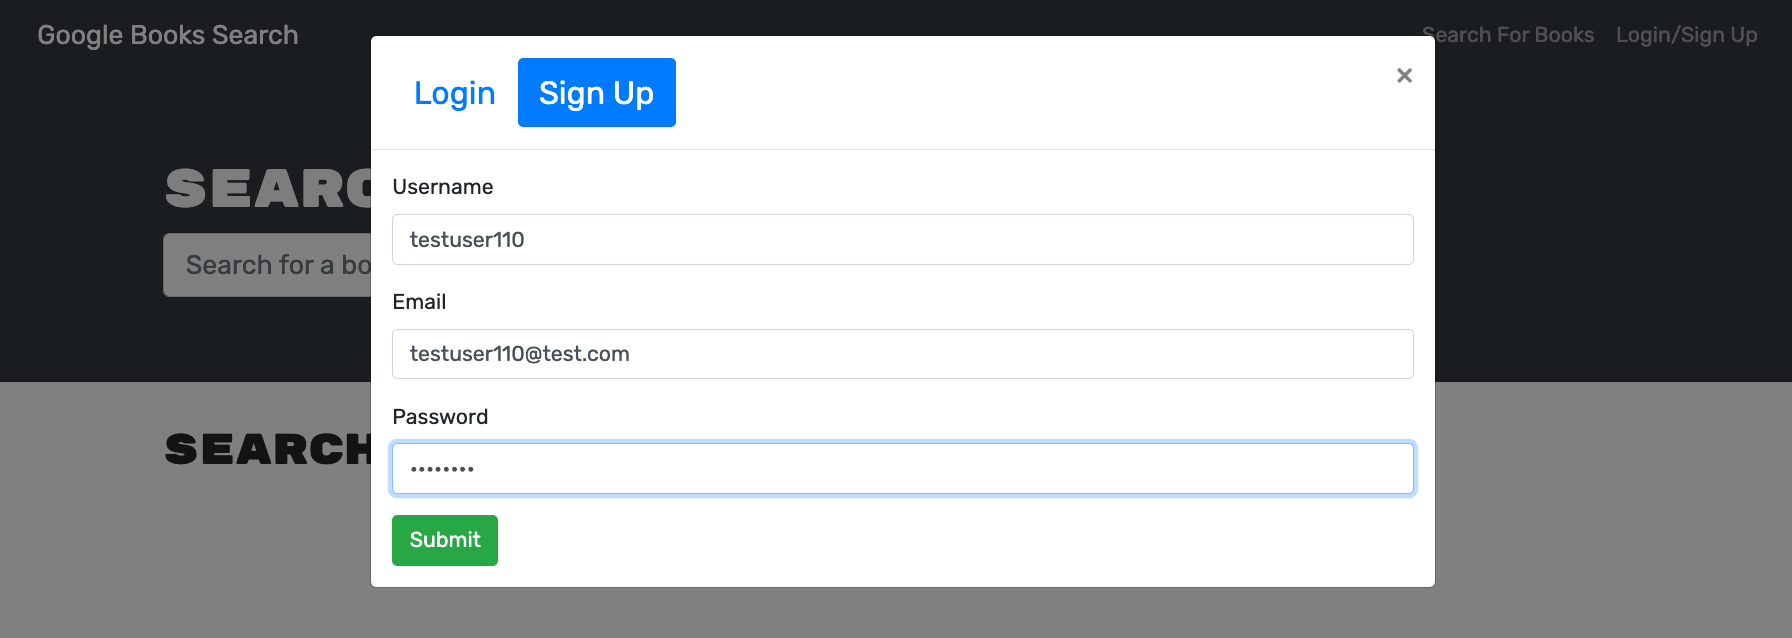 Google Books Search
Search For Books
Login/Sign Up
Login
Sign Up
×
SEARC
Search for a bo
Username
testuser110
Email
testuser110@test.com
Password
••••••••
SEARCH
Submit